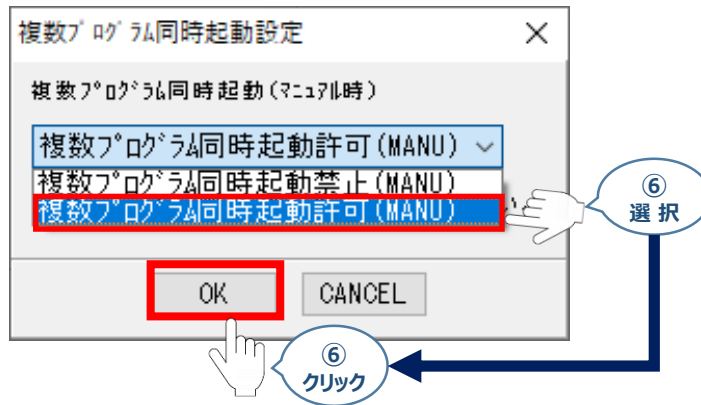 複数ﾌﾟﾛｸﾞﾗﾑ同時起動設定
複数ﾌﾟﾛｸﾞﾗﾑ同時起動(ﾏﾆｭｱﾙ時)
複数ﾌﾟﾛｸﾞﾗﾑ同時起動許可(MANU)
複数ﾌﾟﾛｸﾞﾗﾑ同時起動禁止(MANU)
複数ﾌﾟﾛｸﾞﾗﾑ同時起動許可(MANU)
⑥
選択
OK
CANCEL
⑥
クリック